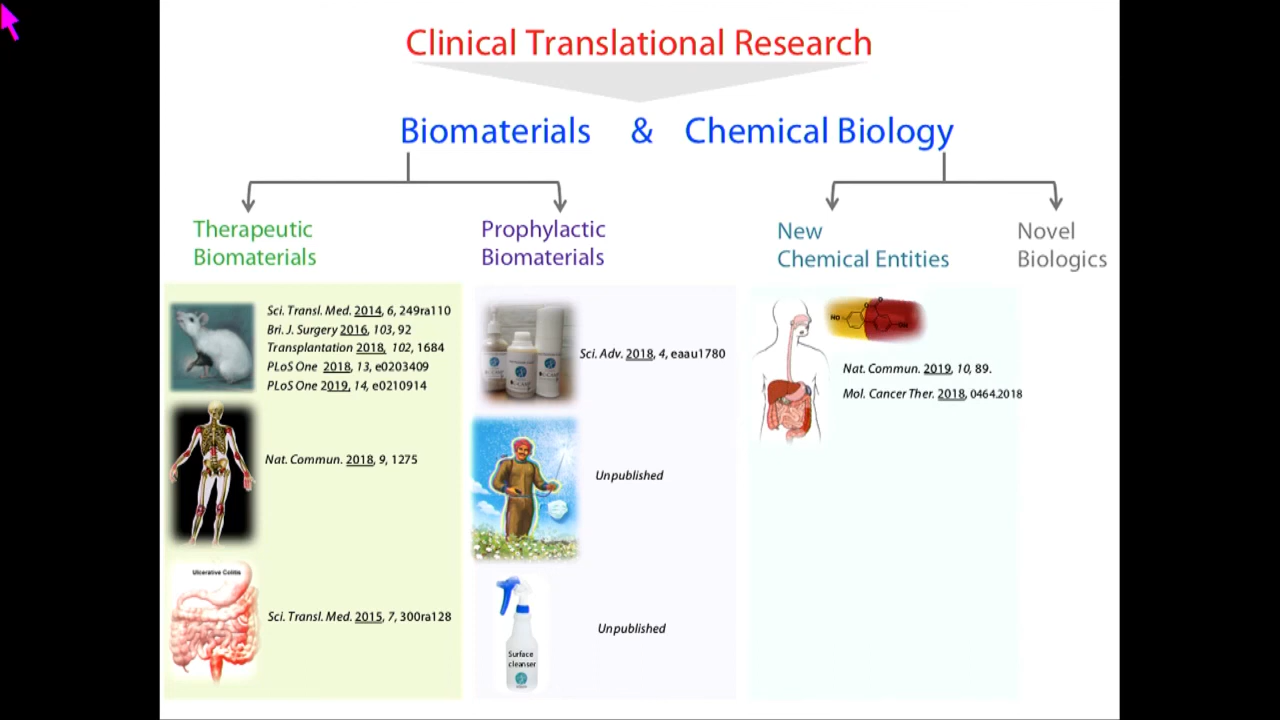 Clinical Translational Research
Biomaterials & Chemical Biology
Therapeutic
Biomaterials
Prophylactic
Biomaterials
New
Chemical Entities
Novel
Biologics
Sci. Transl. Med. 2014, 6, 249ra110
Bri. J. Surgery 2016, 103, 92
Transplantation 2018, 102, 1684
PLoS One 2018, 13, e0203409
PLoS One 2019, 14, e0210914
Nat. Commun. 2018, 9, 1275
Ulcerative Colitis
Sci. Transl. Med. 2015, 7, 300ra128
Sci. Adv. 2018, 4, eaau1780
Unpublished
Surface
cleanser
Unpublished
HO
O
O
OH
Nat. Commun. 2019, 10, 89.
Mol. Cancer Ther. 2018, 0464.2018